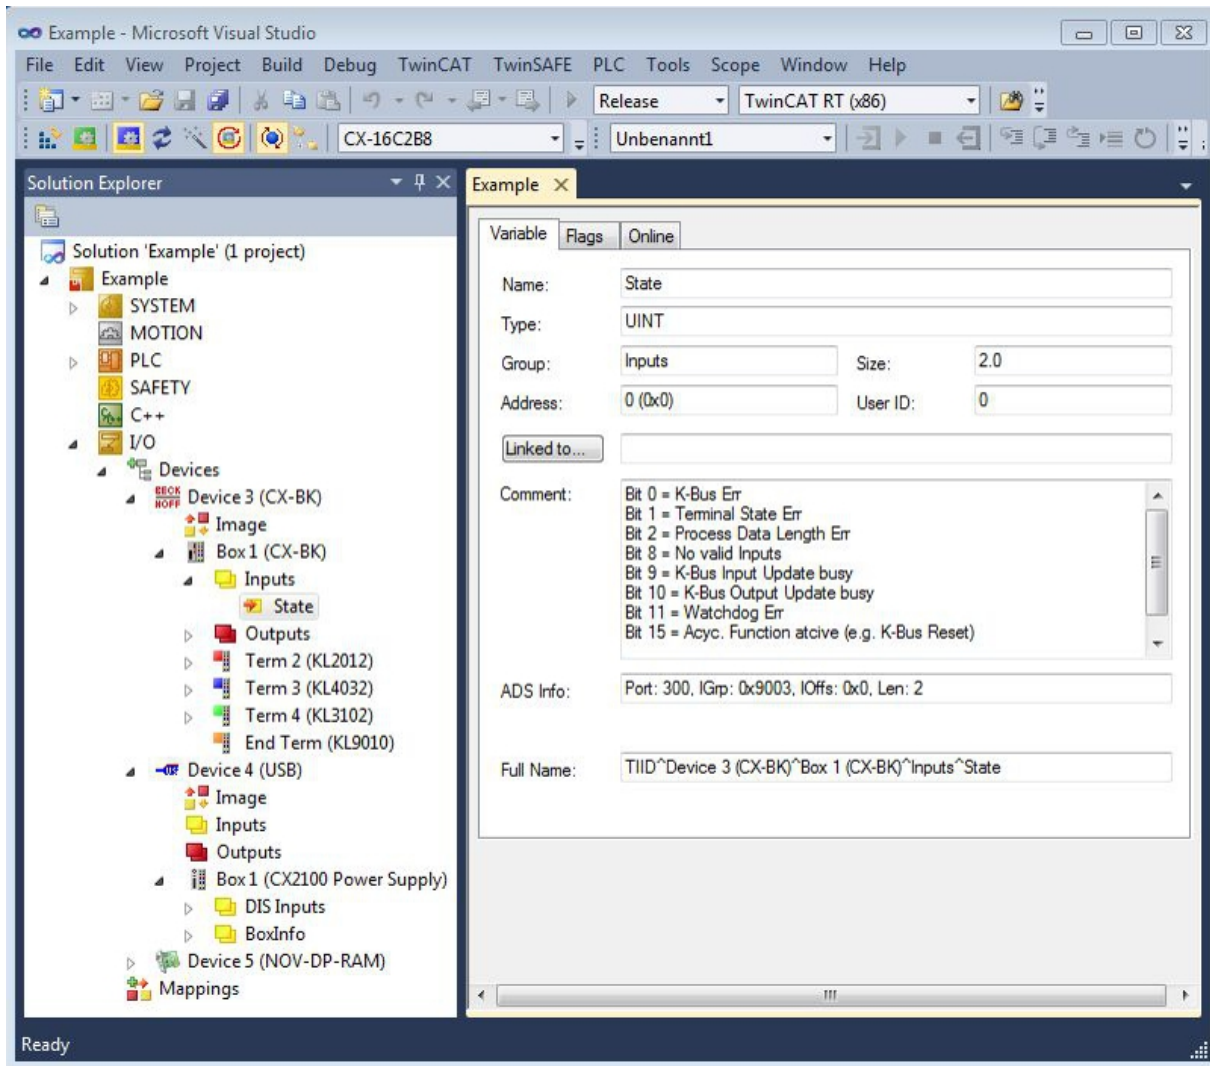 Example - Microsoft Visual Studio
File Edit View Project Build Debug TwinCAT TwinSAFE PLC Tools Scope Window Help
Release TwinCAT RT (x86)
CX-16C2B8 Unbenannt1
Solution Explorer
Solution 'Example' (1 project)
Example
SYSTEM
MOTION
PLC
SAFETY
C++
I/O
Devices
BECK
HOFF
Device 3 (CX-BK)
Image
Box 1 (CX-BK)
Inputs
State
Outputs
Term 2 (KL2012)
Term 3 (KL4032)
Term 4 (KL3102)
End Term (KL9010)
Device 4 (USB)
Image
Inputs
Outputs
Box 1 (CX2100 Power Supply)
DIS Inputs
BoxInfo
Device 5 (NOV-DP-RAM)
Mappings
Example
Variable Flags Online
Name: State
Type: UINT
Group: Inputs Size: 2.0
Address: 0 (0x0) User ID: 0
Linked to...
Comment: Bit 0 = K-Bus Err
Bit 1 = Terminal State Err
Bit 2 = Process Data Length Err
Bit 8 = No valid Inputs
Bit 9 = K-Bus Input Update busy
Bit 10 = K-Bus Output Update busy
Bit 11 = Watchdog Err
Bit 15 = Acyc. Function atcive (e.g. K-Bus Reset)
ADS Info: Port: 300, IGrp: 0x9003, IOffs: 0x0, Len: 2
Full Name: TIID^Device 3 (CX-BK)^Box 1 (CX-BK)^Inputs^State
Ready